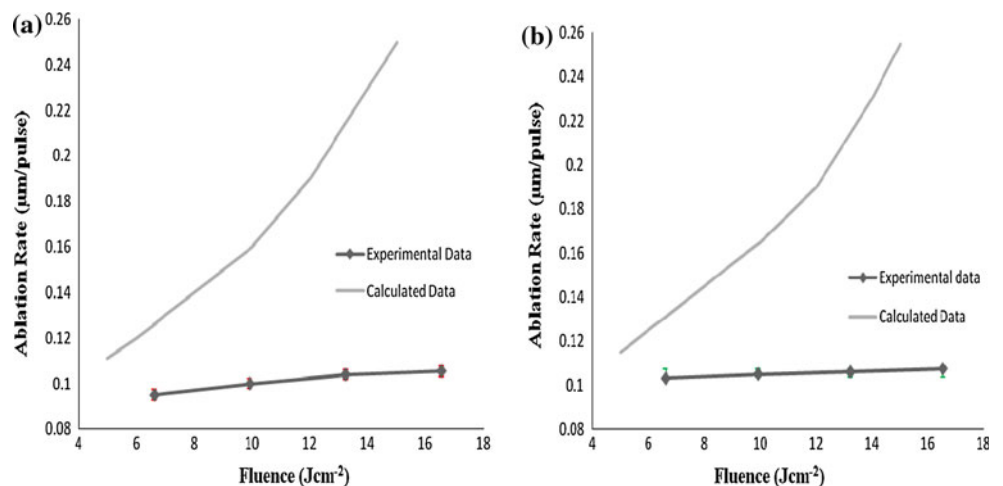 (a)
0.26
0.24
0.22
0.2
0.18
0.16
0.14
0.12
0.1
0.08
Ablation Rate (µm/pulse)
Experimental Data
Calculated Data
4 6 8 10 12 14 16 18
Fluence (Jcm-2)
(b)
0.26
0.24
0.22
0.2
0.18
0.16
0.14
0.12
0.1
0.08
Ablation Rate (µm/pulse)
Experimental data
Calculated Data
4 6 8 10 12 14 16 18
Fluence (Jcm-2)